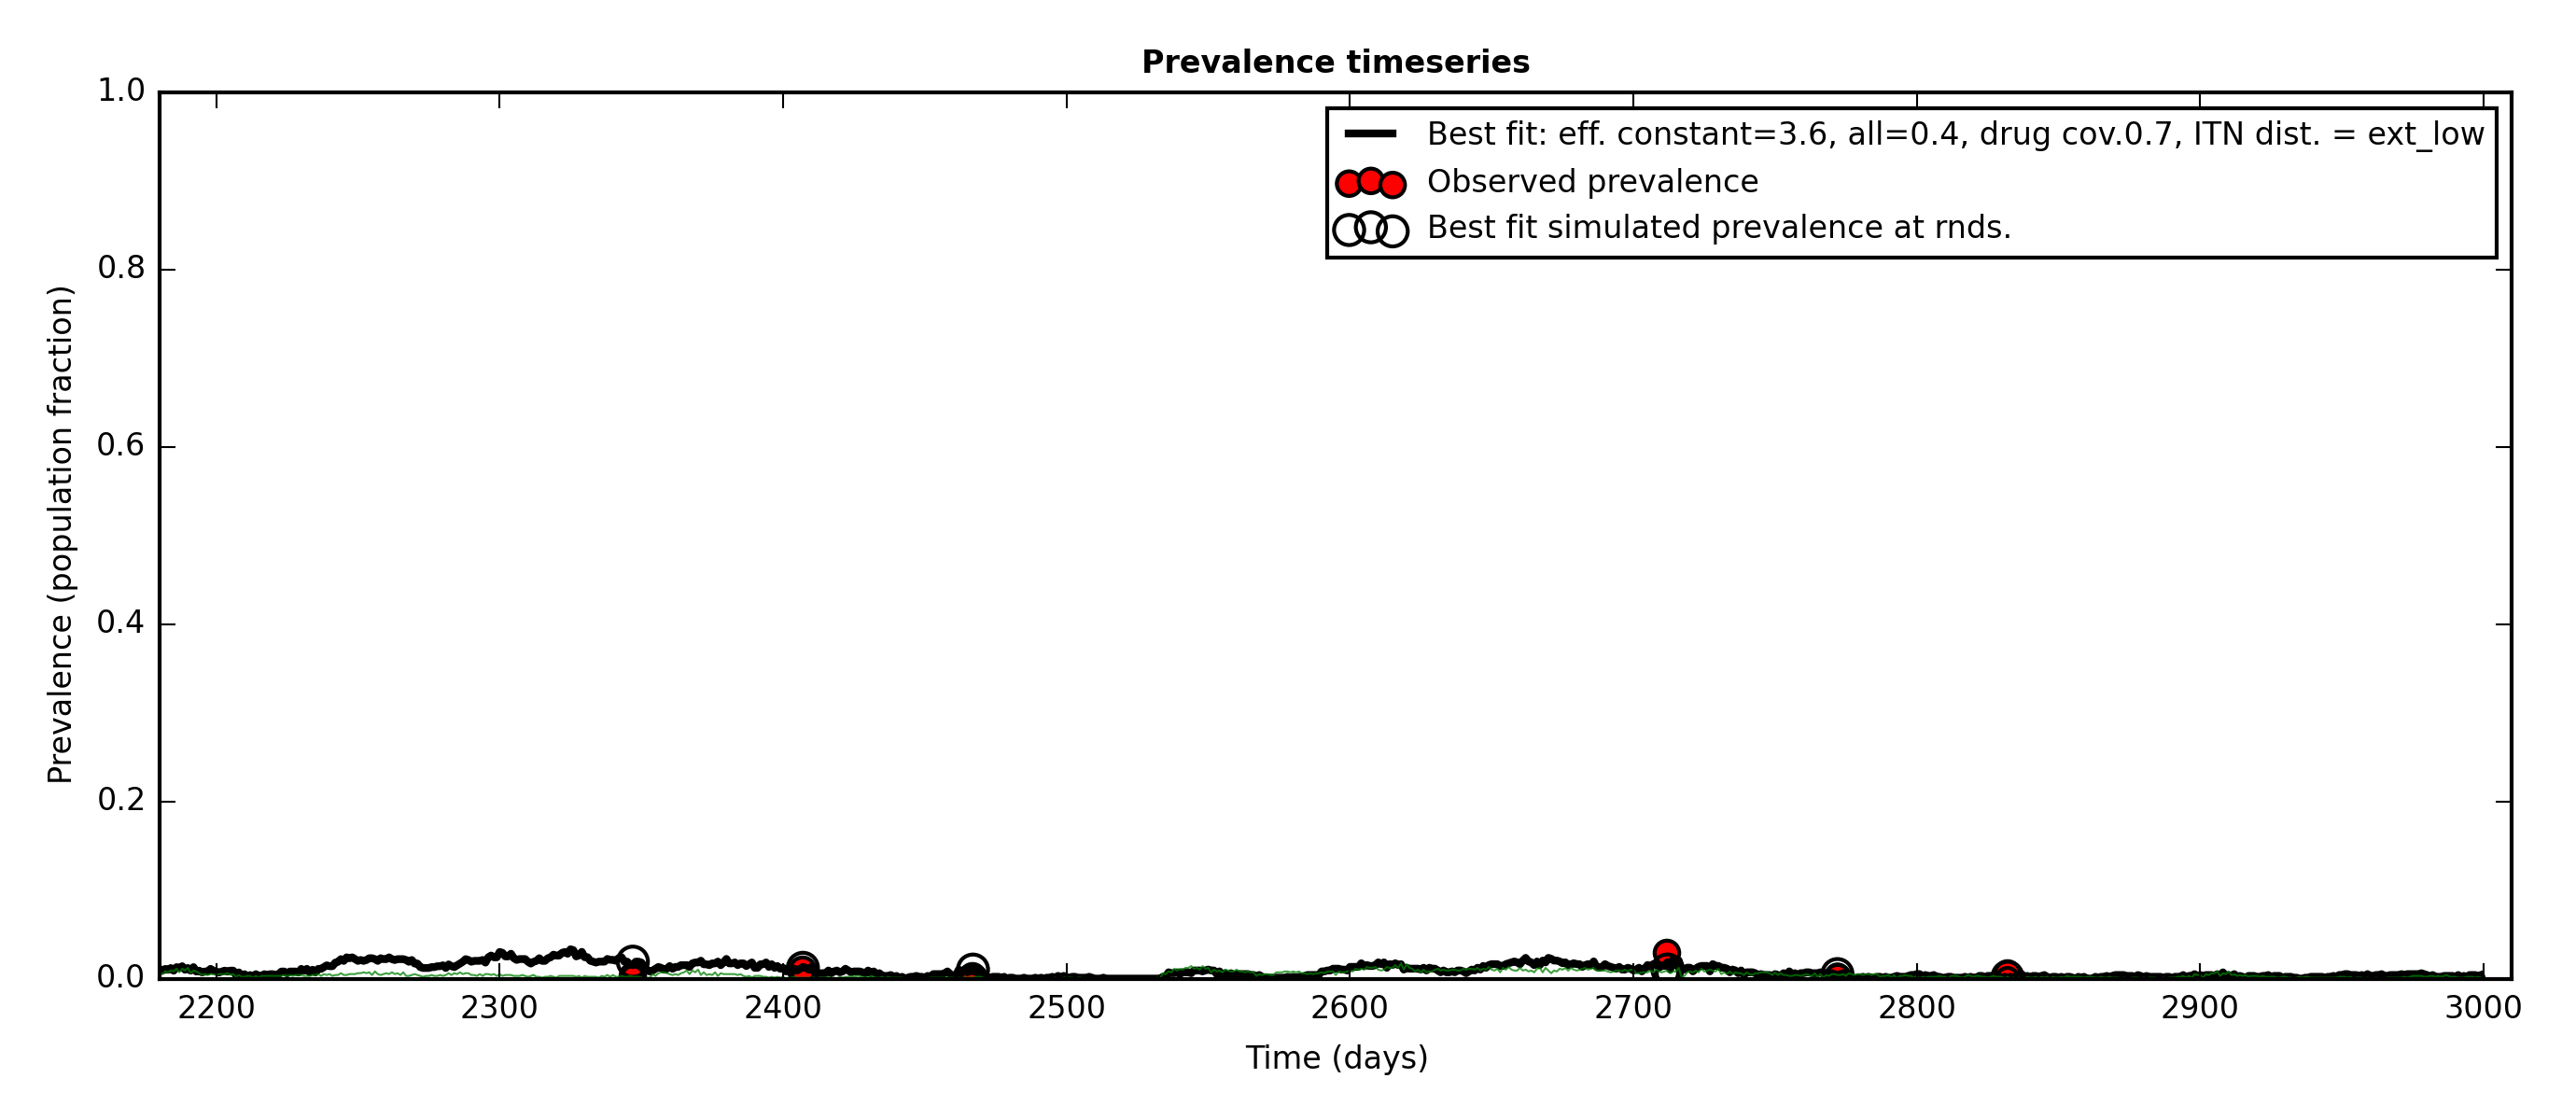 Prevalence timeseries
1.0
0.8
0.6
0.4
0.2
0.0
Prevalence (population fraction)
Best fit: eff. constant=3.6, all=0.4, drug cov.0.7, ITN dist. = ext_low
Observed prevalence
Best fit simulated prevalence at rnds.
2200 2300 2400 2500 2600 2700 2800 2900 3000
Time (days)